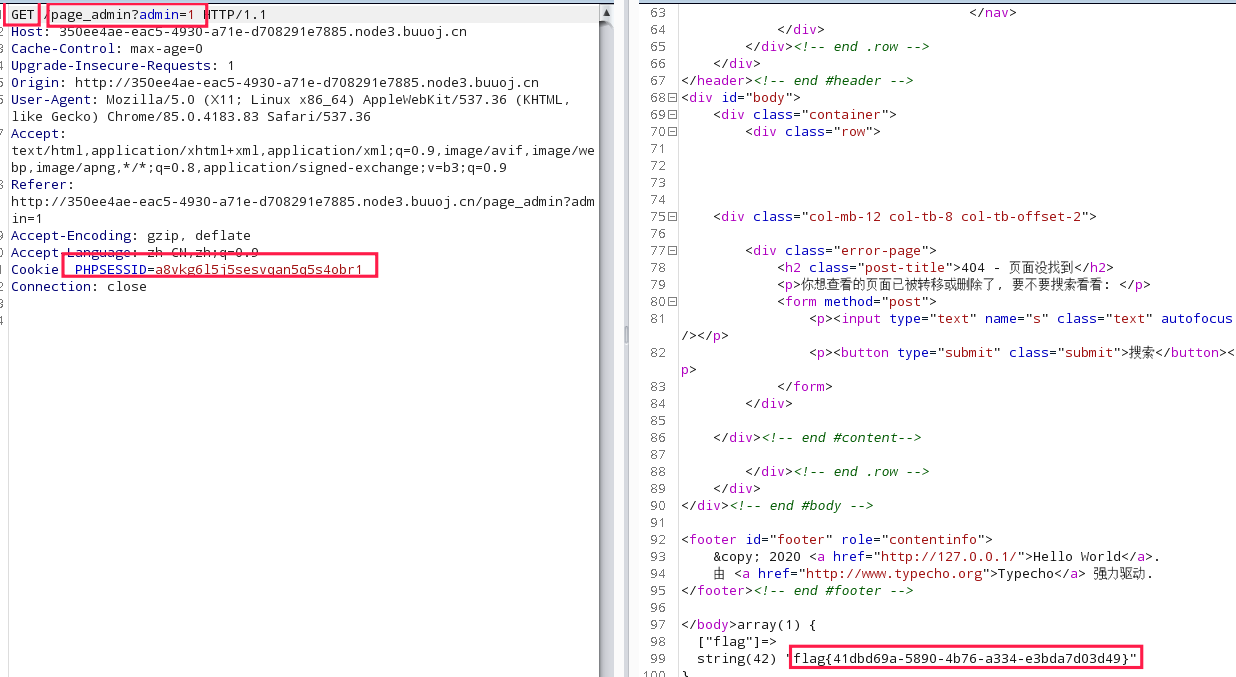 GET /page_admin?admin=1 HTTP/1.1
Host: 350ee4ae-eac5-4930-a71e-d708291e7885.node3.buuoj.cn
Cache-Control: max-age=0
Upgrade-Insecure-Requests: 1
Origin: http://350ee4ae-eac5-4930-a71e-d708291e7885.node3.buuoj.cn
User-Agent: Mozilla/5.0 (X11; Linux x86_64) AppleWebKit/537.36 (KHTML,
like Gecko) Chrome/85.0.4183.83 Safari/537.36
Accept:
text/html,application/xhtml+xml,application/xml;q=0.9,image/avif,image/we
bp,image/apng,*/*;q=0.8,application/signed-exchange;v=b3;q=0.9
Referer:
http://350ee4ae-eac5-4930-a71e-d708291e7885.node3.buuoj.cn/page_admin?adm
in=1
Accept-Encoding: gzip, deflate
Accept-Language: zh-CN,zh;q=0.9
Cookie PHPSESSID=a8vkg6l5j5sesvqan5q5s4obr1
Connection: close
63 </nav>
64 </div>
65 </div><!-- end .row -->
66 </div>
67 </header><!-- end #header -->
68 <div id="body">
69 <div class="container">
70 <div class="row">
71
72
73
74
75 <div class="col-mb-12 col-tb-8 col-tb-offset-2">
76
77 <div class="error-page">
78 <h2 class="post-title">404 - 页面没找到</h2>
79 <p>你想查看的页面已被转移或删除了, 要不要搜索看看: </p>
80 <form method="post">
81 <p><input type="text" name="s" class="text" autofocus
/></p>
82 <p><button type="submit" class="submit">搜索</button><
p>
83 </form>
84 </div>
85
86 </div><!-- end #content-->
87
88 </div><!-- end .row -->
89 </div>
90 </div><!-- end #body -->
91
92 <footer id="footer" role="contentinfo">
93 &copy; 2020 <a href="http://127.0.0.1/">Hello World</a>.
94 由 <a href="http://www.typecho.org">Typecho</a> 强力驱动.
95 </footer><!-- end #footer -->
96
97 </body>array(1) {
98 ["flag"]=>
99 string(42) "flag{41dbd69a-5890-4b76-a334-e3bda7d03d49}"
100 }